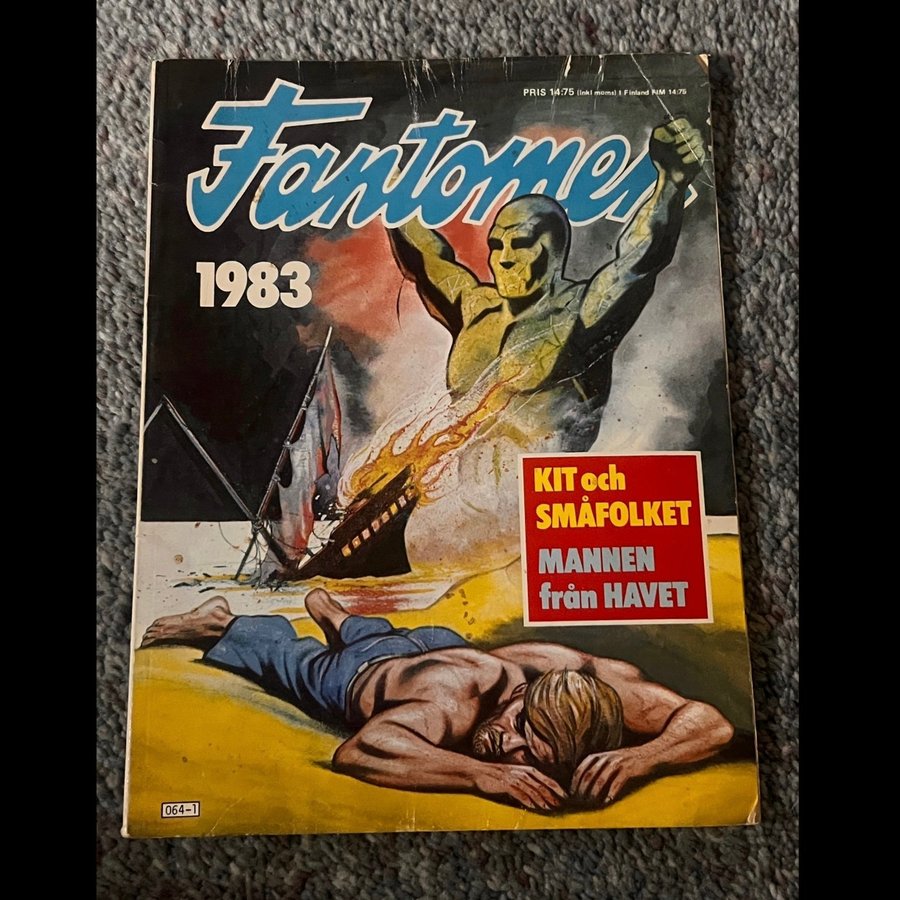 PRIS 14:75 (inkl moms) I Finland FIM 14:75
Fantomen
1983
KIT och
SMÅFOLKET
MANNEN
från HAVET
064-1